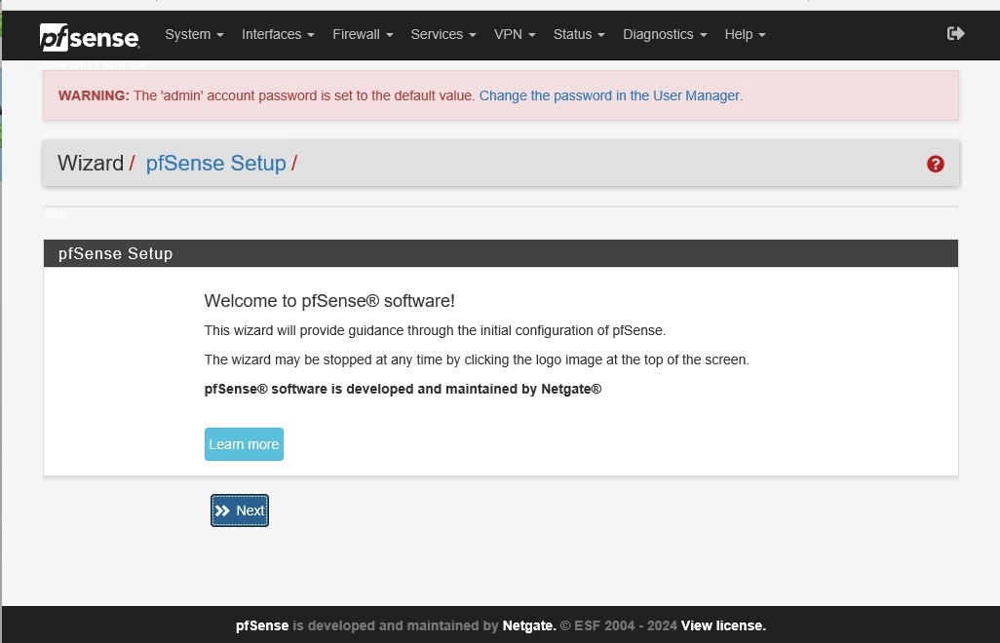 pfsense
System Interfaces Firewall Services VPN Status Diagnostics Help
COMMUNITY EDITION
WARNING: The 'admin' account password is set to the default value. Change the password in the User Manager.
Wizard / pfSense Setup /
Step
pfSense Setup
Welcome to pfSense® software!
This wizard will provide guidance through the initial configuration of pfSense.
The wizard may be stopped at any time by clicking the logo image at the top of the screen.
pfSense® software is developed and maintained by Netgate®
Learn more
Next
pfSense is developed and maintained by Netgate. © ESF 2004 - 2024 View license.